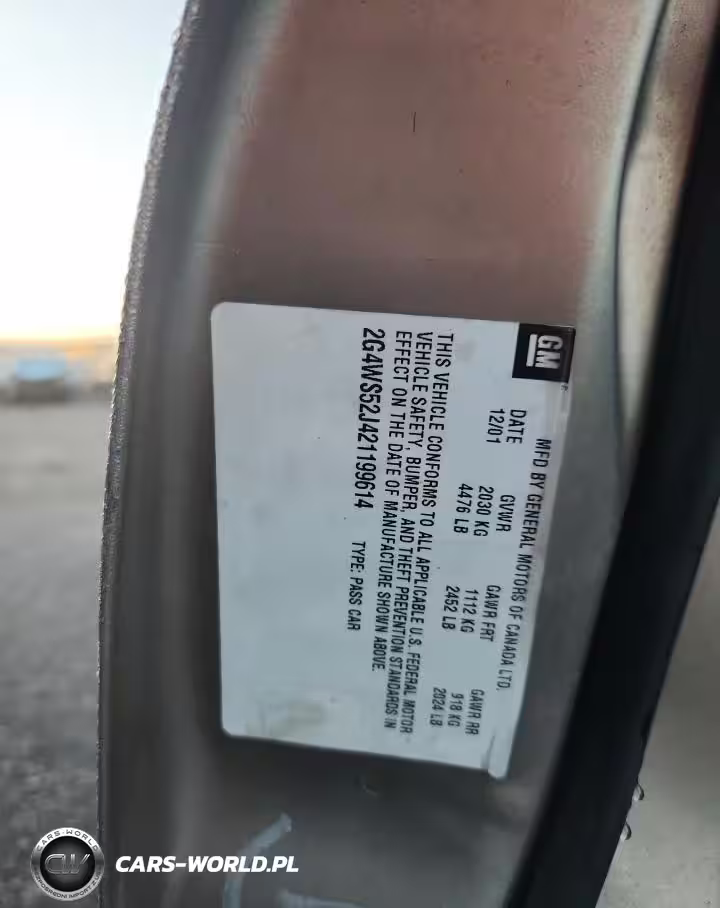 GM
MFD BY GENERAL MOTORS OF CANADA LTD.
DATE GVWR GAWR FRT GAWR RR
12/01 2030 KG 1112 KG 918 KG
4476 LB 2452 LB 2024 LB
THIS VEHICLE CONFORMS TO ALL APPLICABLE U.S. FEDERAL MOTOR
VEHICLE SAFETY, BUMPER, AND THEFT PREVENTION STANDARDS IN
EFFECT ON THE DATE OF MANUFACTURE SHOWN ABOVE.
2G4WS52J421199614 TYPE: PASS CAR
CARS-WORLD
CW
CARS-WORLD.PL